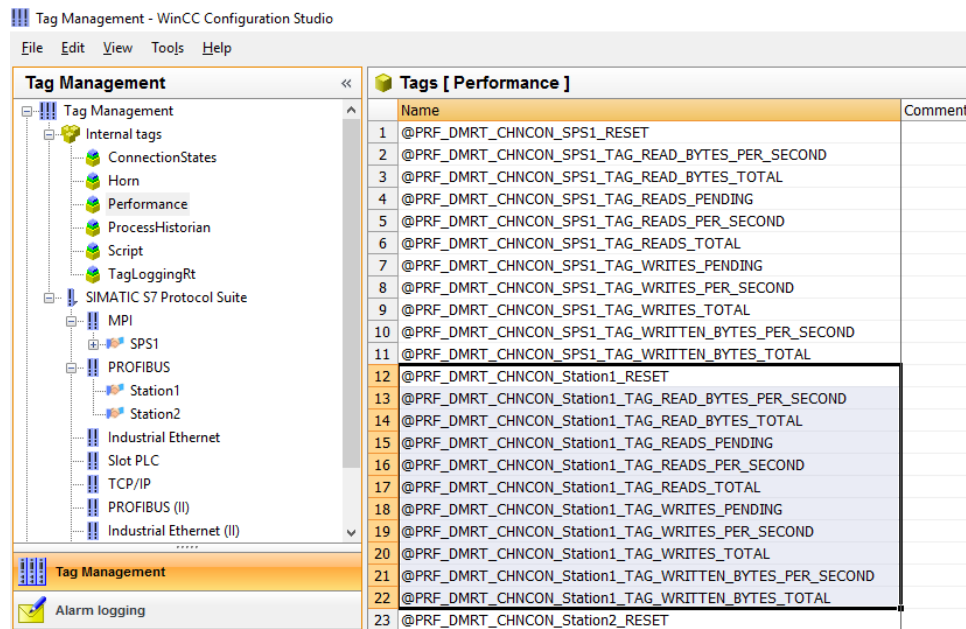 Tag Management - WinCC Configuration Studio
File Edit View Tools Help
Tag Management «
Tag Management
Internal tags
ConnectionStates
Horn
Performance
ProcessHistorian
Script
TagLoggingRt
SIMATIC S7 Protocol Suite
MPI
SPS1
PROFIBUS
Station1
Station2
Industrial Ethernet
Slot PLC
TCP/IP
PROFIBUS (II)
Industrial Ethernet (II)
Tag Management
Alarm logging
Tags [ Performance ]
Name Comment
1 @PRF_DMRT_CHNCON_SPS1_RESET
2 @PRF_DMRT_CHNCON_SPS1_TAG_READ_BYTES_PER_SECOND
3 @PRF_DMRT_CHNCON_SPS1_TAG_READ_BYTES_TOTAL
4 @PRF_DMRT_CHNCON_SPS1_TAG_READS_PENDING
5 @PRF_DMRT_CHNCON_SPS1_TAG_READS_PER_SECOND
6 @PRF_DMRT_CHNCON_SPS1_TAG_READS_TOTAL
7 @PRF_DMRT_CHNCON_SPS1_TAG_WRITES_PENDING
8 @PRF_DMRT_CHNCON_SPS1_TAG_WRITES_PER_SECOND
9 @PRF_DMRT_CHNCON_SPS1_TAG_WRITES_TOTAL
10 @PRF_DMRT_CHNCON_SPS1_TAG_WRITTEN_BYTES_PER_SECOND
11 @PRF_DMRT_CHNCON_SPS1_TAG_WRITTEN_BYTES_TOTAL
12 @PRF_DMRT_CHNCON_Station1_RESET
13 @PRF_DMRT_CHNCON_Station1_TAG_READ_BYTES_PER_SECOND
14 @PRF_DMRT_CHNCON_Station1_TAG_READ_BYTES_TOTAL
15 @PRF_DMRT_CHNCON_Station1_TAG_READS_PENDING
16 @PRF_DMRT_CHNCON_Station1_TAG_READS_PER_SECOND
17 @PRF_DMRT_CHNCON_Station1_TAG_READS_TOTAL
18 @PRF_DMRT_CHNCON_Station1_TAG_WRITES_PENDING
19 @PRF_DMRT_CHNCON_Station1_TAG_WRITES_PER_SECOND
20 @PRF_DMRT_CHNCON_Station1_TAG_WRITES_TOTAL
21 @PRF_DMRT_CHNCON_Station1_TAG_WRITTEN_BYTES_PER_SECOND
22 @PRF_DMRT_CHNCON_Station1_TAG_WRITTEN_BYTES_TOTAL
23 @PRF_DMRT_CHNCON_Station2_RESET